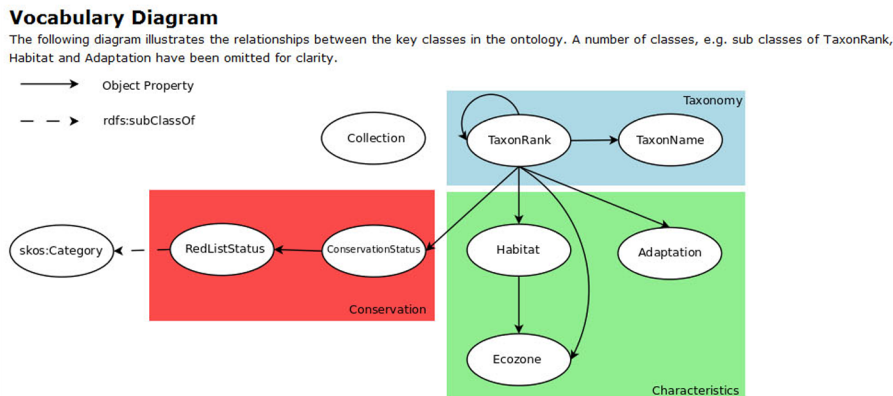 Vocabulary Diagram
The following diagram illustrates the relationships between the key classes in the ontology. A number of classes, e.g. sub classes of TaxonRank,
Habitat and Adaptation have been omitted for clarity.
Object Property
rdfs:subClassOf
Taxonomy
Collection
TaxonRank
TaxonName
skos:Category
RedListStatus
ConservationStatus
Habitat
Adaptation
Conservation
Ecozone
Characteristics